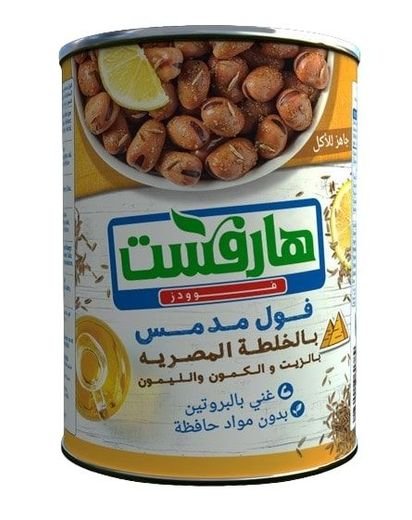 جاهز للأكل
هارفست
فوودز
فول مدمس
بالخلطة المصريه
بالزيت و الكمون والليمون
غني بالبروتين
بدون مواد حافظة